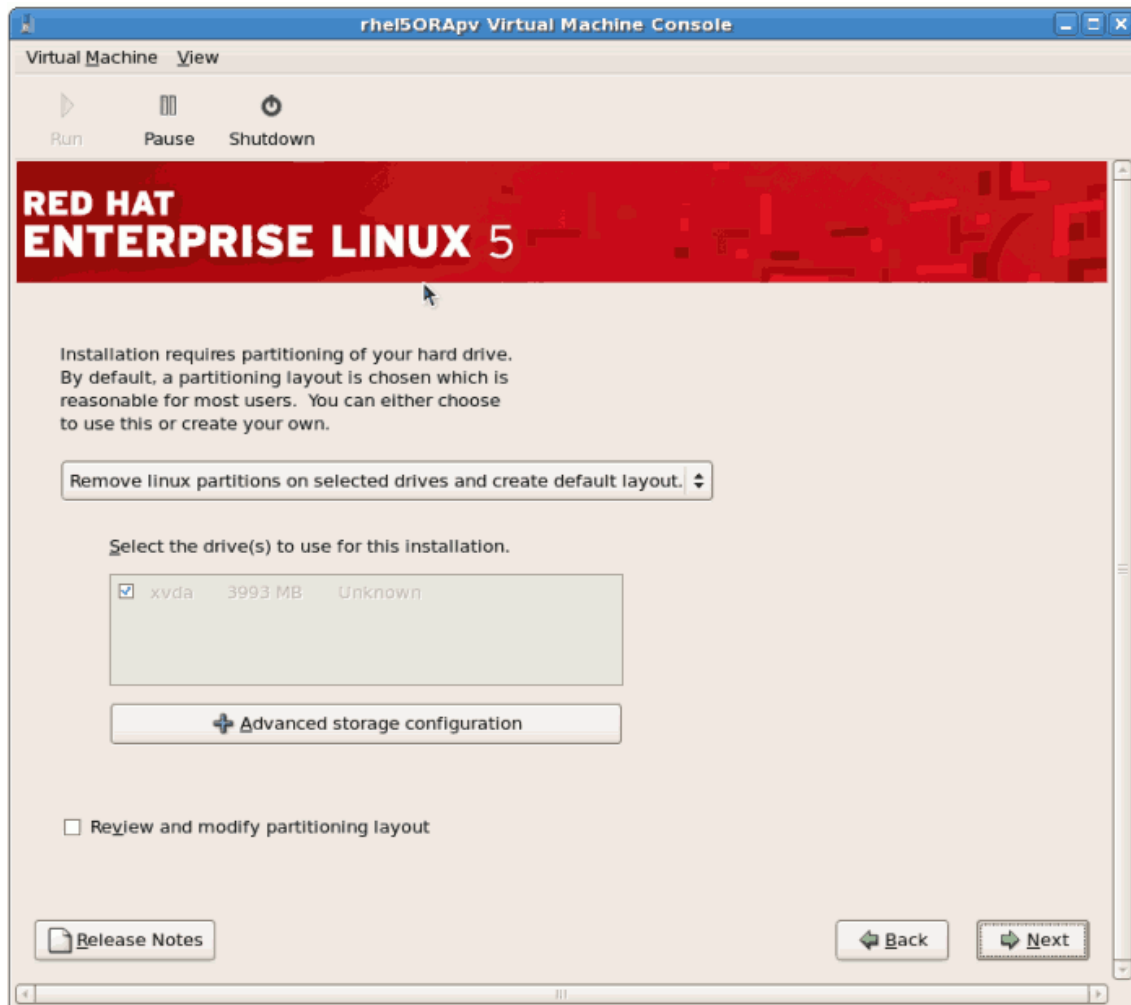 rhel5ORApv Virtual Machine Console
Virtual Machine View
Run Pause Shutdown
RED HAT
ENTERPRISE LINUX 5
Installation requires partitioning of your hard drive.
By default, a partitioning layout is chosen which is
reasonable for most users. You can either choose
to use this or create your own.
Remove linux partitions on selected drives and create default layout.
Select the drive(s) to use for this installation.
xvda 3993 MB Unknown
Advanced storage configuration
Review and modify partitioning layout
Release Notes Back Next